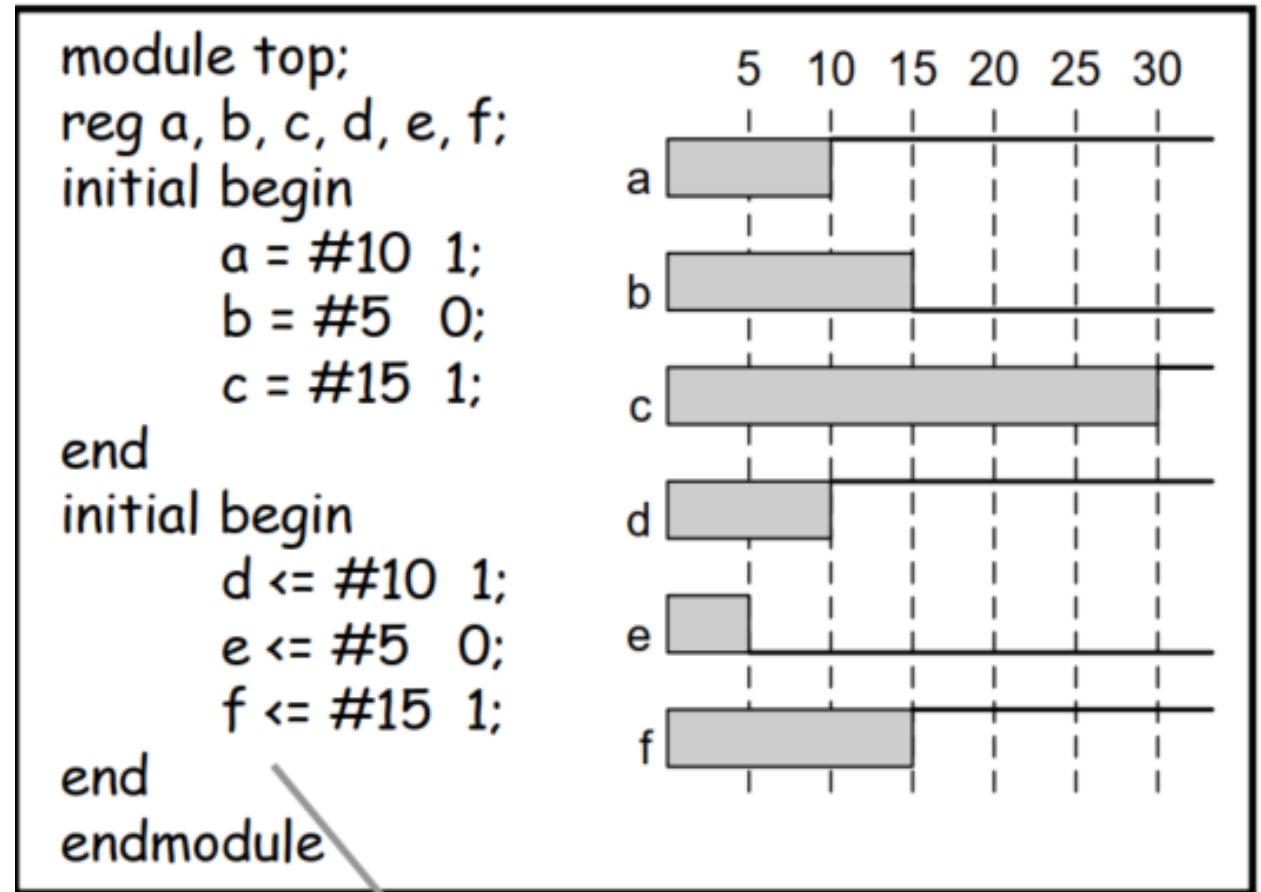 module top;
reg a, b, c, d, e, f;
initial begin
a = #10 1;
b = #5 0;
c = #15 1;
end
initial begin
d <= #10 1;
e <= #5 0;
f <= #15 1;
end
endmodule
5 10 15 20 25 30
a
b
c
d
e
f